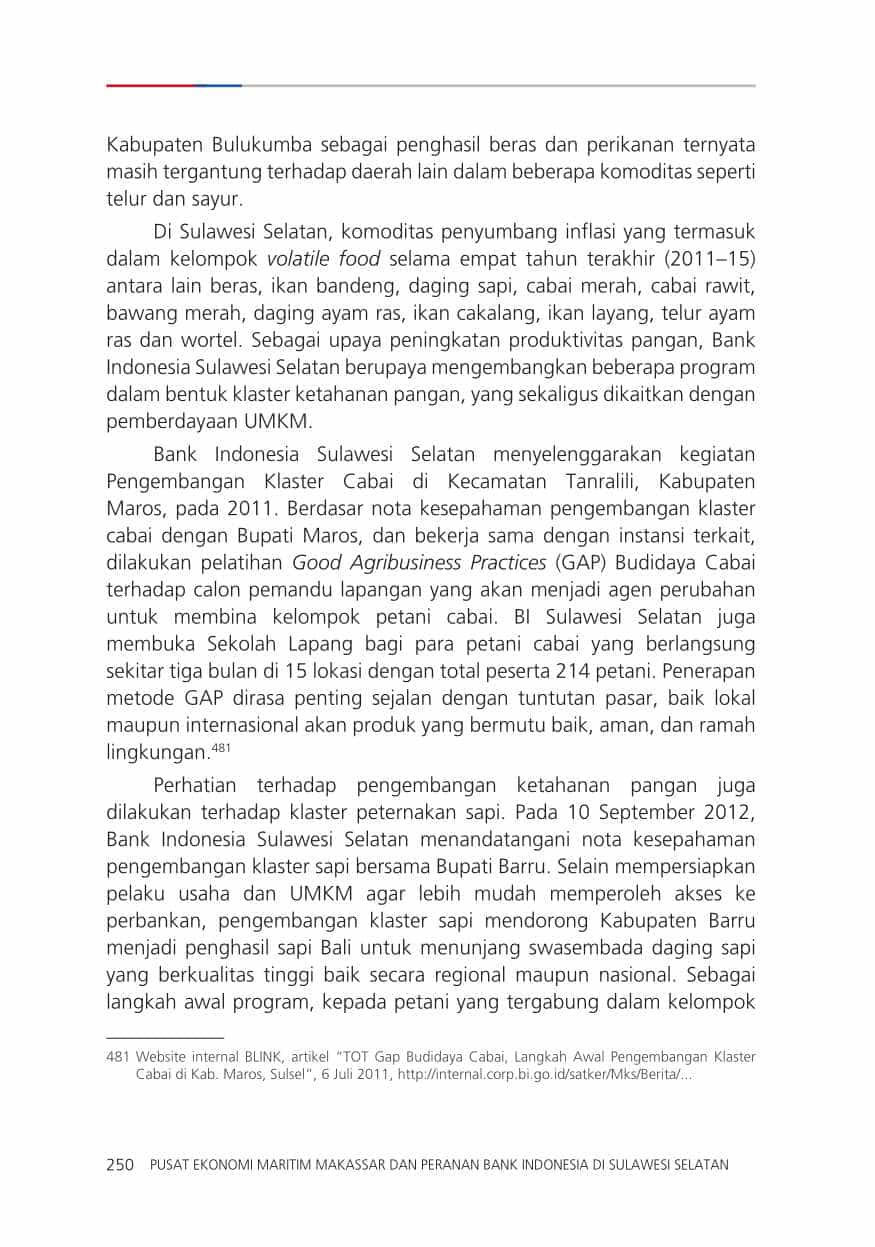 Kabupaten Bulukumba sebagai penghasil beras dan perikanan ternyata
masih tergantung terhadap daerah lain dalam beberapa komoditas seperti
telur dan sayur.
Di Sulawesi Selatan, komoditas penyumbang inflasi yang termasuk
dalam kelompok volatile food selama empat tahun terakhir (2011–15)
antara lain beras, ikan bandeng, daging sapi, cabai merah, cabai rawit,
bawang merah, daging ayam ras, ikan cakalang, ikan layang, telur ayam
ras dan wortel. Sebagai upaya peningkatan produktivitas pangan, Bank
Indonesia Sulawesi Selatan berupaya mengembangkan beberapa program
dalam bentuk klaster ketahanan pangan, yang sekaligus dikaitkan dengan
pemberdayaan UMKM.
Bank Indonesia Sulawesi Selatan menyelenggarakan kegiatan
Pengembangan Klaster Cabai di Kecamatan Tanralili, Kabupaten
Maros, pada 2011. Berdasar nota kesepahaman pengembangan klaster
cabai dengan Bupati Maros, dan bekerja sama dengan instansi terkait,
dilakukan pelatihan Good Agribusiness Practices (GAP) Budidaya Cabai
terhadap calon pemandu lapangan yang akan menjadi agen perubahan
untuk membina kelompok petani cabai. BI Sulawesi Selatan juga
membuka Sekolah Lapang bagi para petani cabai yang berlangsung
sekitar tiga bulan di 15 lokasi dengan total peserta 214 petani. Penerapan
metode GAP dirasa penting sejalan dengan tuntutan pasar, baik lokal
maupun internasional akan produk yang bermutu baik, aman, dan ramah
lingkungan.481
Perhatian terhadap pengembangan ketahanan pangan juga
dilakukan terhadap klaster peternakan sapi. Pada 10 September 2012,
Bank Indonesia Sulawesi Selatan menandatangani nota kesepahaman
pengembangan klaster sapi bersama Bupati Barru. Selain mempersiapkan
pelaku usaha dan UMKM agar lebih mudah memperoleh akses ke
perbankan, pengembangan klaster sapi mendorong Kabupaten Barru
menjadi penghasil sapi Bali untuk menunjang swasembada daging sapi
yang berkualitas tinggi baik secara regional maupun nasional. Sebagai
langkah awal program, kepada petani yang tergabung dalam kelompok
481 Website internal BLINK, artikel “TOT Gap Budidaya Cabai, Langkah Awal Pengembangan Klaster
Cabai di Kab. Maros, Sulsel”, 6 Juli 2011, http://internal.corp.bi.go.id/satker/Mks/Berita/...
250 PUSAT EKONOMI MARITIM MAKASSAR DAN PERANAN BANK INDONESIA DI SULAWESI SELATAN